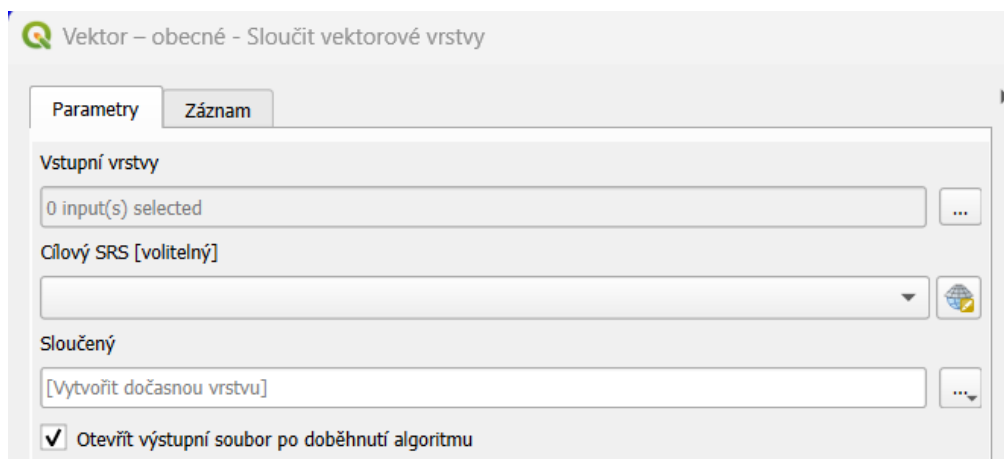 Vektor – obecné - Sloučit vektorové vrstvy
Parametry Záznam
Vstupní vrstvy
0 input(s) selected
...
Cílový SRS [volitelný]
Sloučený
[Vytvořit dočasnou vrstvu]
...
Otevřít výstupní soubor po doběhnutí algoritmu